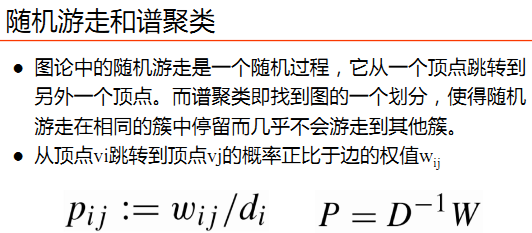 随机游走和谱聚类
● 图论中的随机游走是一个随机过程，它从一个顶点跳转到
另外一个顶点。而谱聚类即找到图的一个划分，使得随机
游走在相同的簇中停留而几乎不会游走到其他簇。
● 从顶点vi跳转到顶点vj的概率正比于边的权值w_ij
p_ij := w_ij/d_i P = D^-1 W